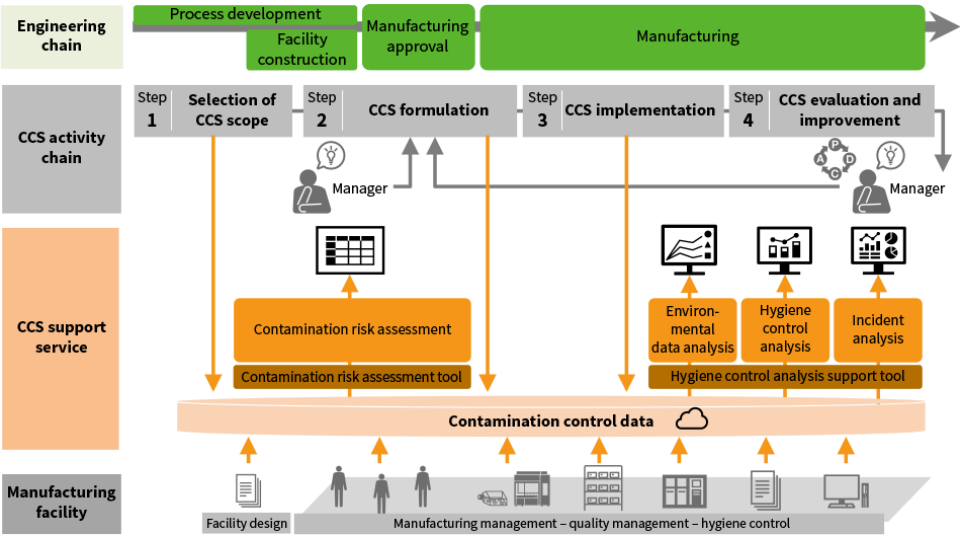 Engineering
chain
Process development
Facility
construction
Manufacturing
approval
Manufacturing
CCS activity
chain
Step
1
Selection of
CCS scope
Step
2
CCS formulation
Step
3
CCS implementation
Step
4
CCS evaluation and
improvement
Manager
P
D
C
A
Manager
CCS support
service
Contamination risk assessment
Contamination risk assessment tool
Environ-
mental
data analysis
Hygiene
control
analysis
Incident
analysis
Hygiene control analysis support tool
Contamination control data
Manufacturing
facility
Facility design
Manufacturing management – quality management – hygiene control